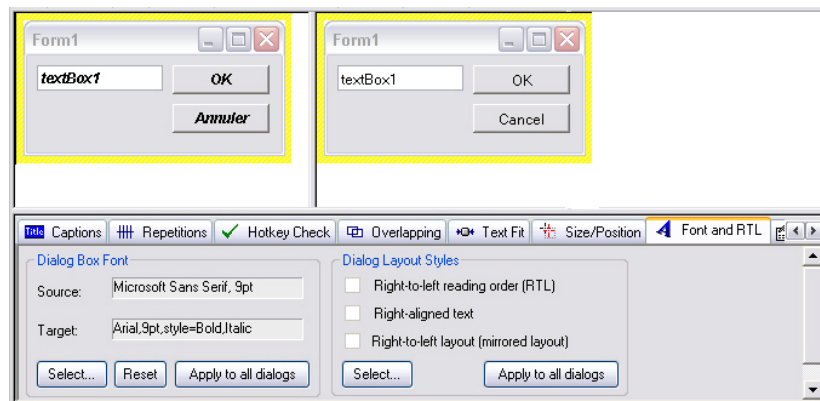 Form1
textBox1 OK
Annuler
Form1
textBox1 OK
Cancel
Title Captions Repetitions Hotkey Check Overlapping Text Fit Size/Position Font and RTL
Dialog Box Font
Source: Microsoft Sans Serif, 9pt
Target: Arial,9pt,style=Bold,Italic
Select... Reset Apply to all dialogs
Dialog Layout Styles
Right-to-left reading order (RTL)
Right-aligned text
Right-to-left layout (mirrored layout)
Select... Apply to all dialogs